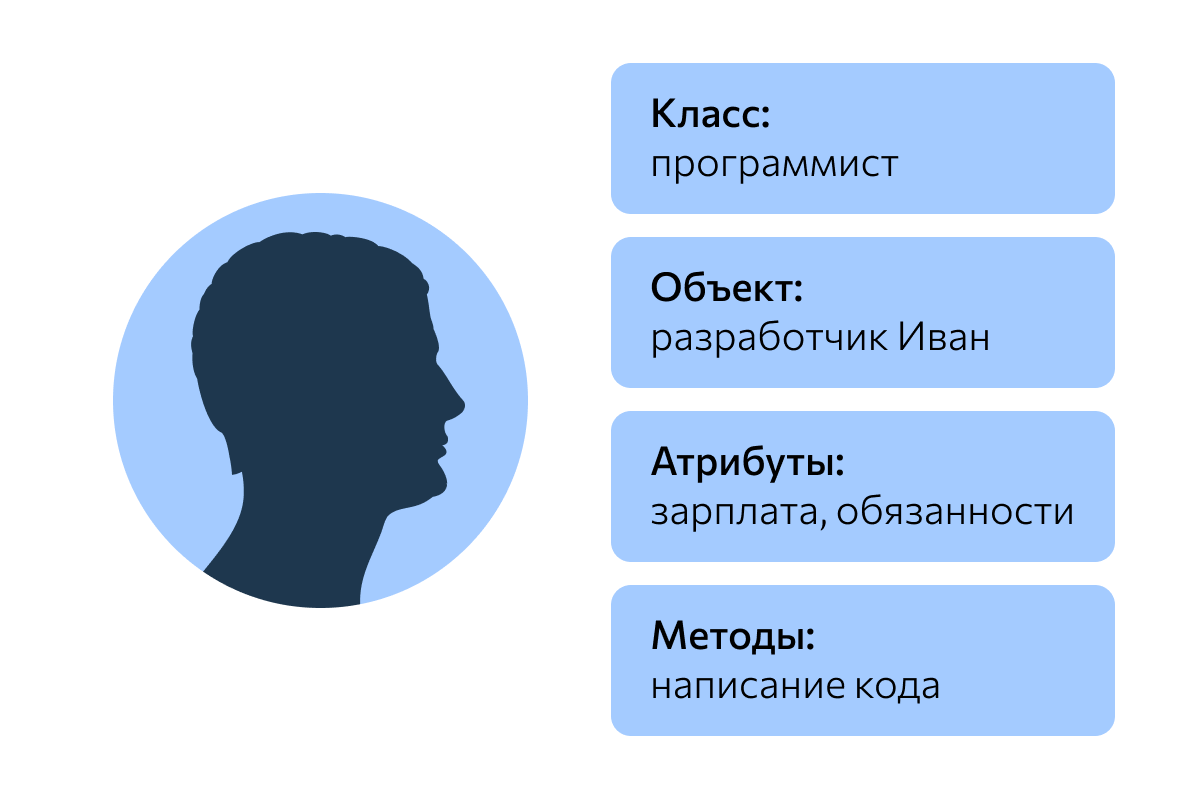 Класс:
программист
Объект:
разработчик Иван
Атрибуты:
зарплата, обязанности
Методы:
написание кода